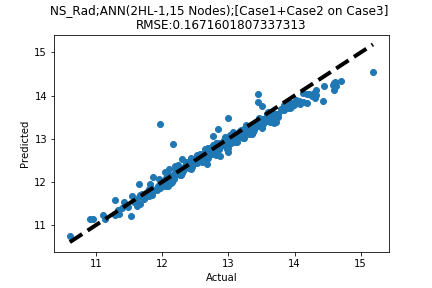 NS_Rad;ANN(2HL-1,15 Nodes);[Case1+Case2 on Case3]
RMSE:0.1671601807337313
15
14
13
12
11
Predicted
11
12
13
14
15
Actual